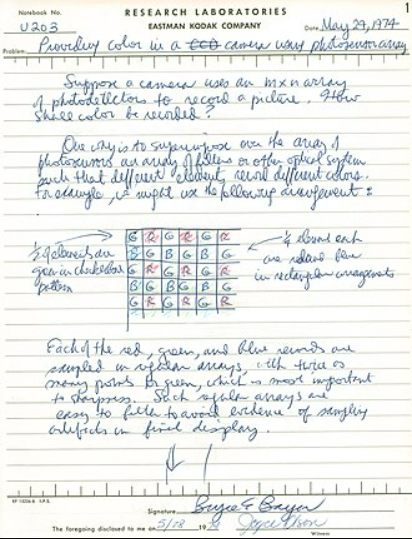 Notebook No.
U203
RESEARCH LABORATORIES
EASTMAN KODAK COMPANY
1
Date May 29, 1974
Problem Providing color in a CCD camera using photosensor array
Suppose a camera uses an m x n array
of photodetectors to record a picture. How
shall color be recorded?
One way is to superimpose over the array of
photosensors an array of filters or other optical system
such that different elements record different colors.
For example, we might use the following arrangement:
½ of elements are
green in checkerboard
pattern
G R G R G R
B G B G B G
G R G R G R
B G B G B G
G R G R G R
¼ elements each
are red and blue
in rectangular arrangements
Each of the red, green, and blue records are
sampled in regular arrays, with twice as
many points to green, which is most important
to sharpness. Such regular arrays are
easy to filter to avoid evidence of sampling
artifacts in final display.
Signature Bryce E Bayer
The foregoing disclosed to me on 5/28 19
Witness